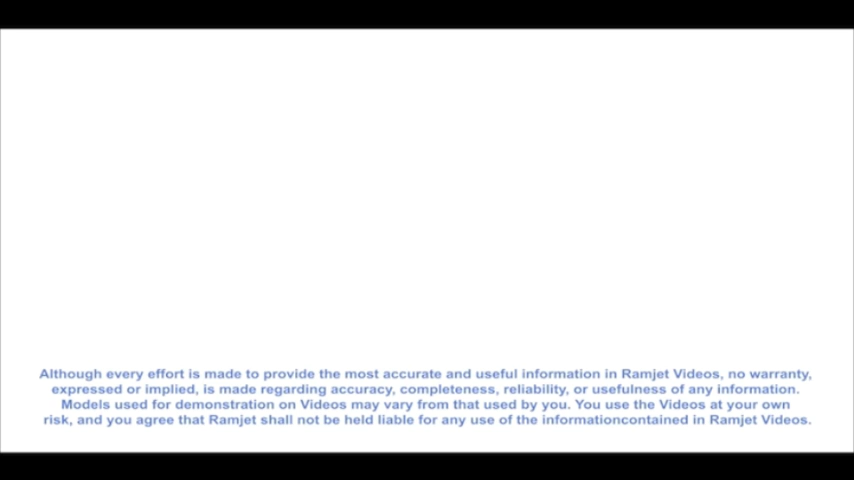 Although every effort is made to provide the most accurate and useful information in Ramjet Videos, no warranty,
expressed or implied, is made regarding accuracy, completeness, reliability, or usefulness of any information.
Models used for demonstration on Videos may vary from that used by you. You use the Videos at your own
risk, and you agree that Ramjet shall not be held liable for any use of the informationcontained in Ramjet Videos.